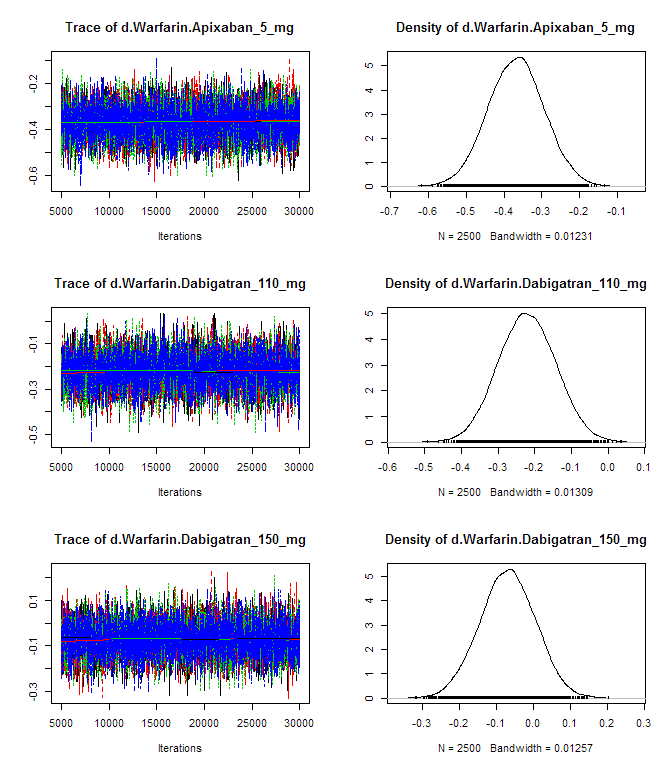 Trace of d.Warfarin.Apixaban_5_mg
-0.2
-0.4
-0.6
5000 10000 15000 20000 25000 30000
Iterations
Density of d.Warfarin.Apixaban_5_mg
5
4
3
2
1
0
-0.7 -0.6 -0.5 -0.4 -0.3 -0.2 -0.1
N = 2500 Bandwidth = 0.01231
Trace of d.Warfarin.Dabigatran_110_mg
-0.1
-0.3
-0.5
5000 10000 15000 20000 25000 30000
Iterations
Density of d.Warfarin.Dabigatran_110_mg
5
4
3
2
1
0
-0.6 -0.5 -0.4 -0.3 -0.2 -0.1 0.0 0.1
N = 2500 Bandwidth = 0.01309
Trace of d.Warfarin.Dabigatran_150_mg
0.1
-0.1
-0.3
5000 10000 15000 20000 25000 30000
Iterations
Density of d.Warfarin.Dabigatran_150_mg
5
4
3
2
1
0
-0.3 -0.2 -0.1 0.0 0.1 0.2 0.3
N = 2500 Bandwidth = 0.01257